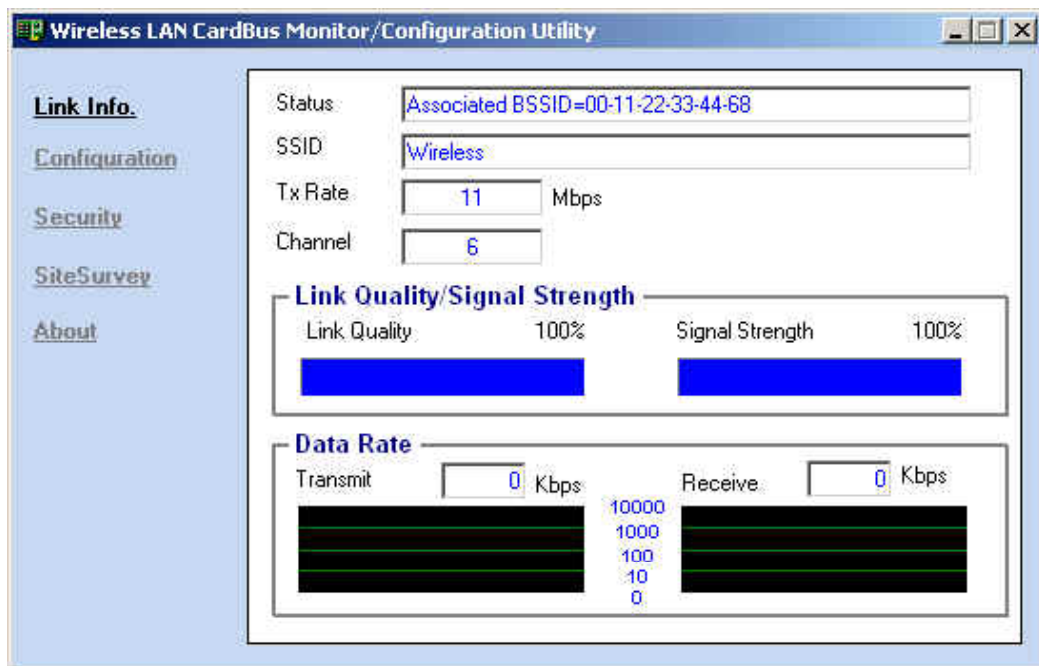 Wireless LAN CardBus Monitor/Configuration Utility
Link Info.
Configuration
Security
SiteSurvey
About
Status Associated BSSID=00-11-22-33-44-68
SSID Wireless
Tx Rate 11 Mbps
Channel 6
Link Quality/Signal Strength
Link Quality 100% Signal Strength 100%
Data Rate
Transmit 0 Kbps Receive 0 Kbps
10000
1000
100
10
0